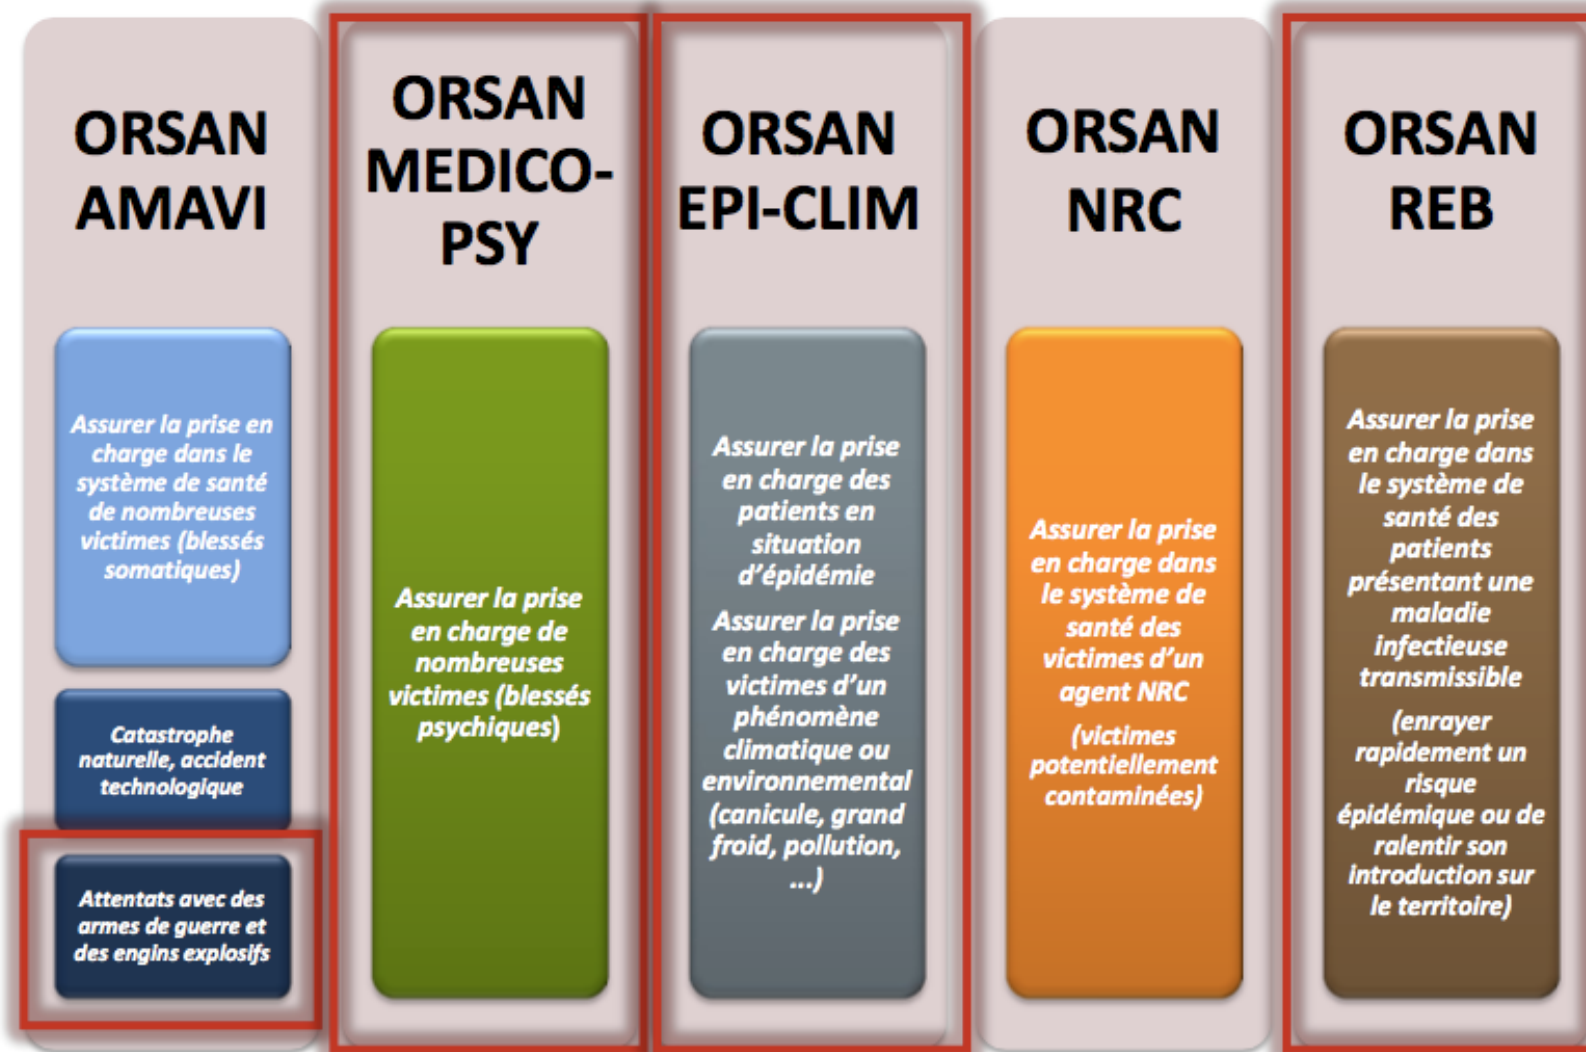 ORSAN
AMAVI
Assurer la prise en
charge dans le
système de santé
de nombreuses
victimes (blessés
somatiques)
Catastrophe
naturelle, accident
technologique
Attentats avec des
armes de guerre et
des engins explosifs
ORSAN
MEDICO-
PSY
Assurer la prise
en charge de
nombreuses
victimes (blessés
psychiques)
ORSAN
EPI-CLIM
Assurer la prise
en charge des
patients en
situation
d'épidémie
Assurer la prise
en charge des
victimes d'un
phénomène
climatique ou
environnemental
(canicule, grand
froid, pollution,
...)
ORSAN
NRC
Assurer la prise
en charge dans
le système de
santé des
victimes d'un
agent NRC
(victimes
potentiellement
contaminées)
ORSAN
REB
Assurer la prise
en charge dans
le système de
santé des
patients
présentant une
maladie
infectieuse
transmissible
(enrayer
rapidement un
risque
épidémique ou de
ralentir son
introduction sur
le territoire)